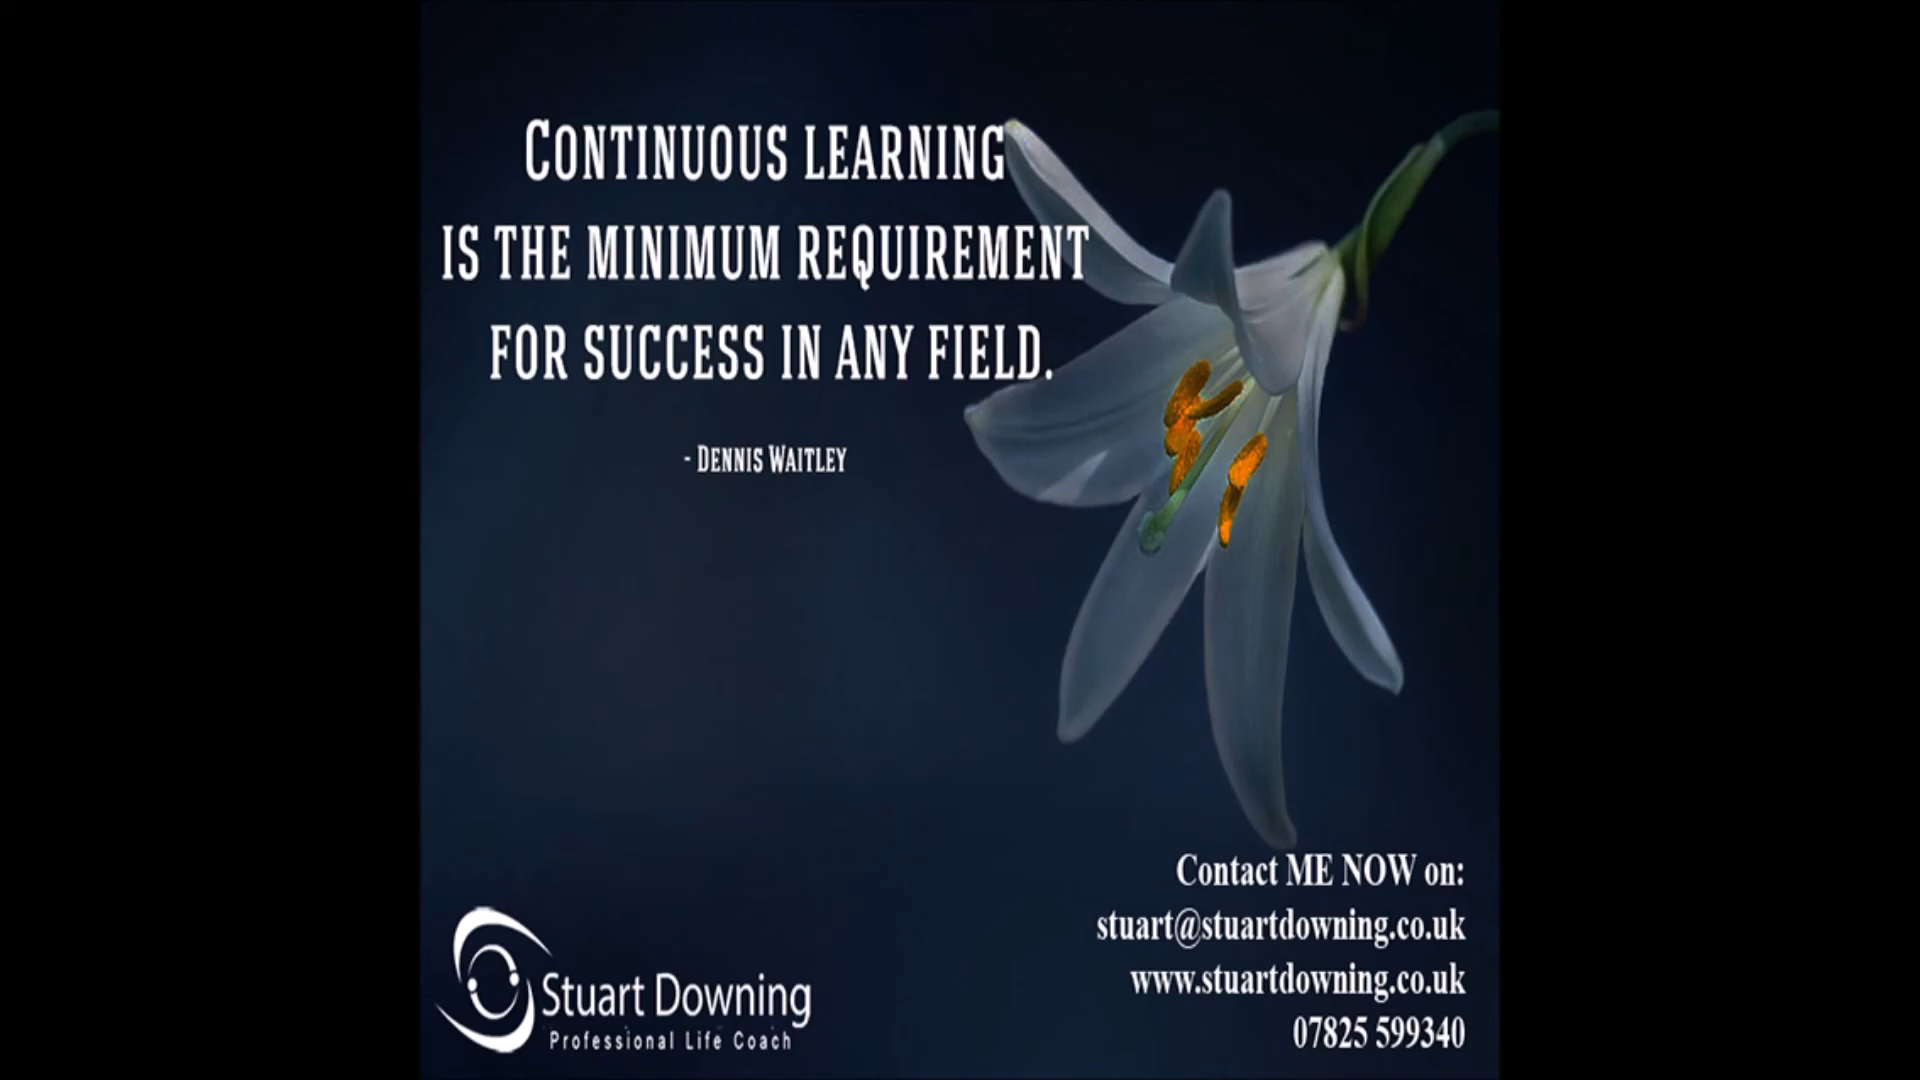 CONTINUOUS LEARNING
IS THE MINIMUM REQUIREMENT
FOR SUCCESS IN ANY FIELD.
- DENNIS WAITLEY
Contact ME NOW on:
stuart@stuartdowning.co.uk
www.stuartdowning.co.uk
07825 599340
Stuart Downing
Professional Life Coach